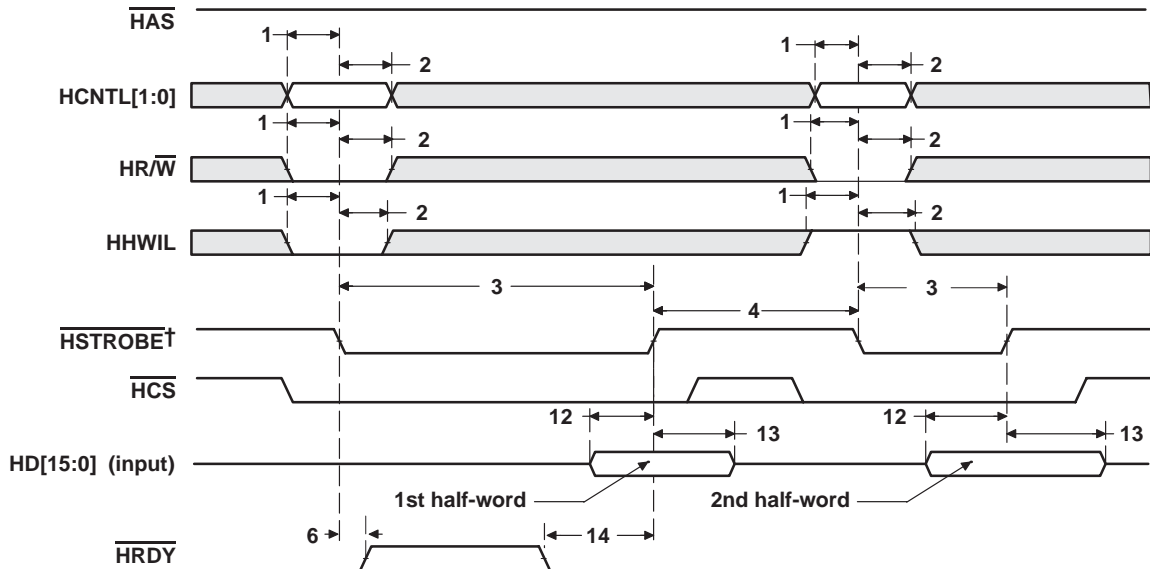 HAS
1
1
2
2
HCNTL[1:0]
1
1
2
2
HR/W
1
1
2
2
HHWIL
3
3
4
HSTROBE†
HCS
12
12
13
13
HD[15:0] (input)
1st half-word
2nd half-word
6
14
HRDY